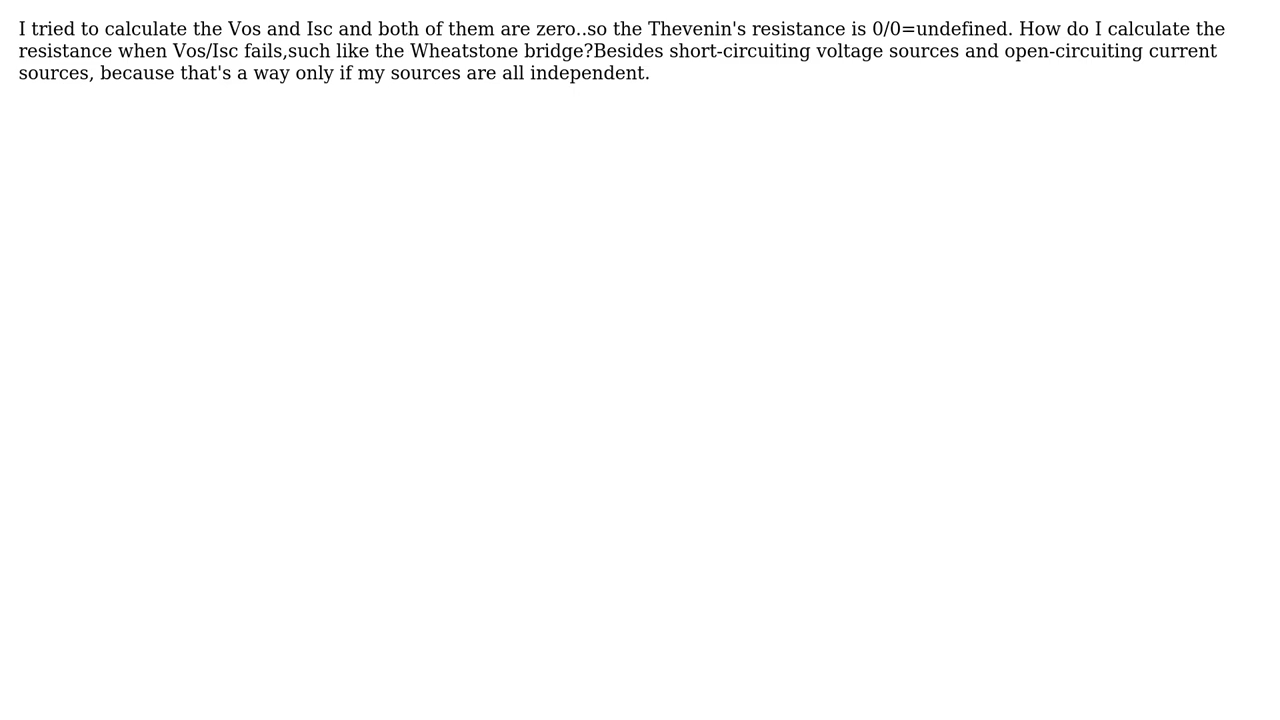 I tried to calculate the Vos and Isc and both of them are zero..so the Thevenin's resistance is 0/0=undefined. How do I calculate the
resistance when Vos/Isc fails,such like the Wheatstone bridge?Besides short-circuiting voltage sources and open-circuiting current
sources, because that's a way only if my sources are all independent.